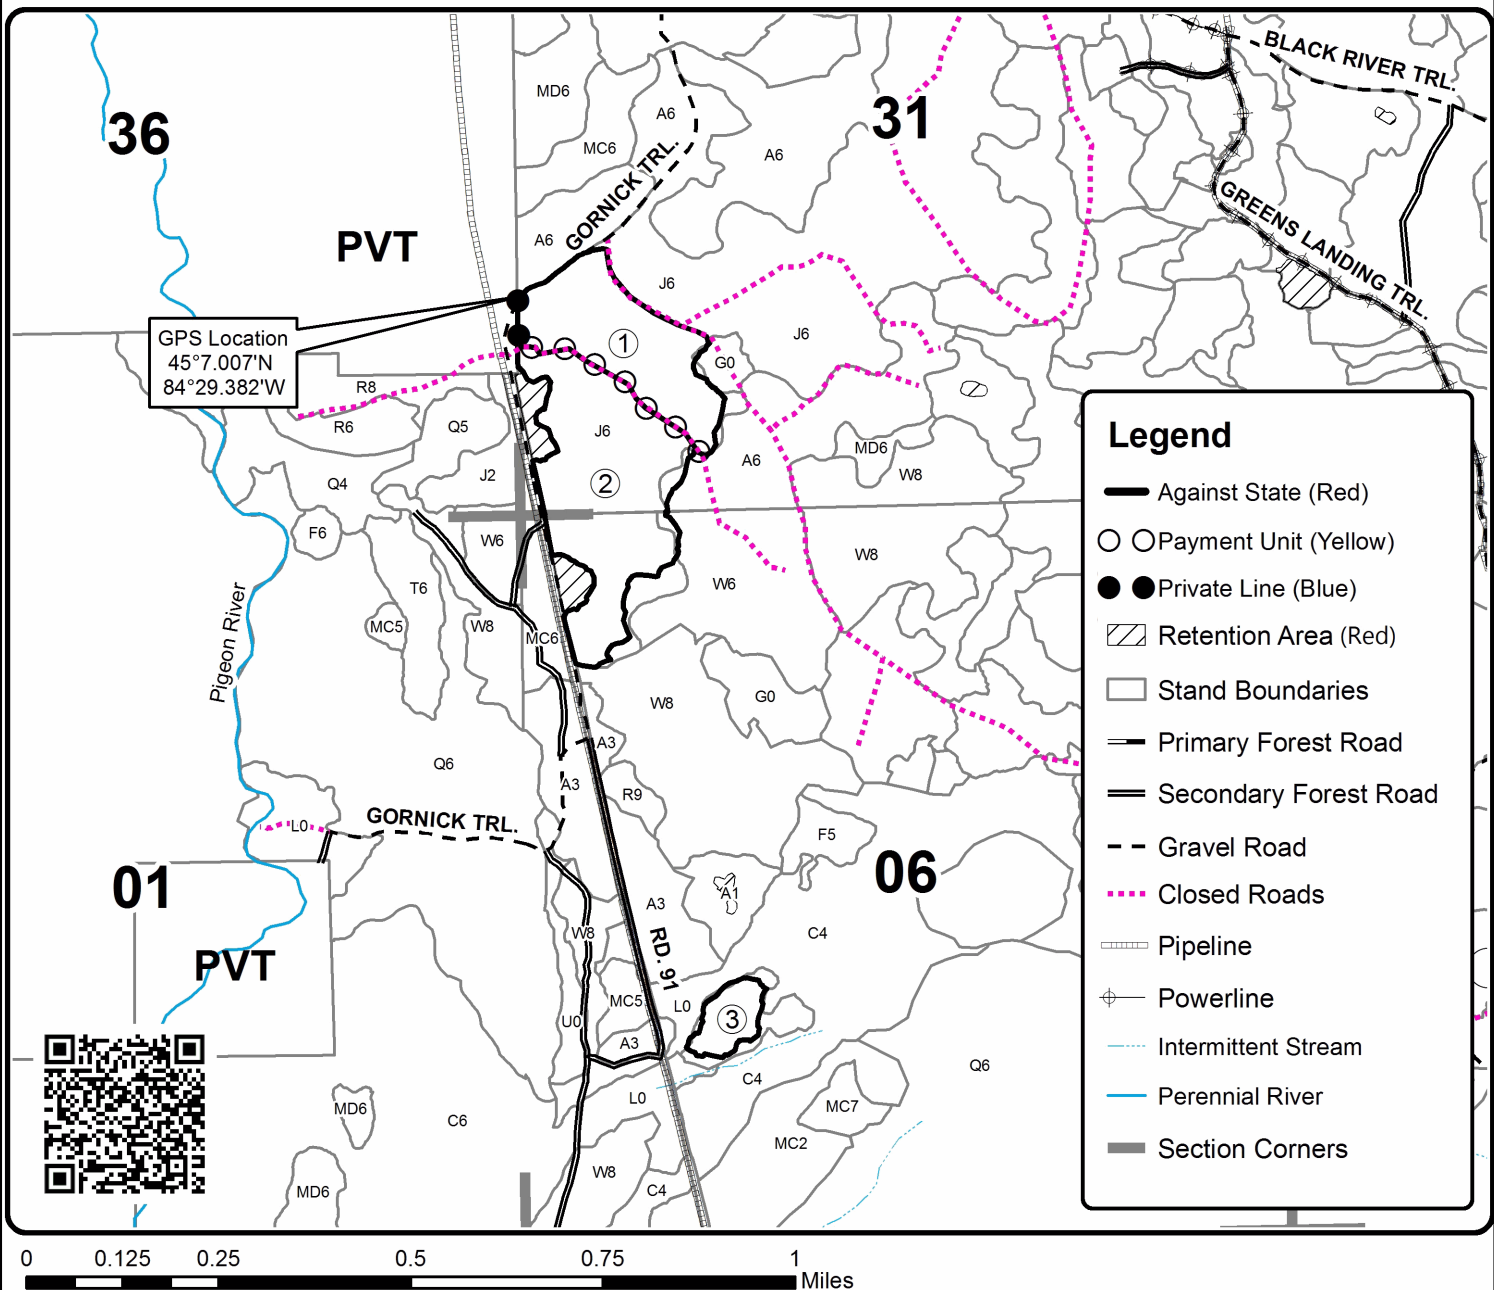 BLACK RIVER TRL.
MD6
36
31
A6
MC6
A6
GORNICK TRL.
GREENS LANDING TRL.
PVT
A6
J6
GPS Location
45°7.007'N
84°29.382'W
1
J6
G0
R8
R6
Q5
J6
A6
MD6
W8
J2
Q4
2
F6
W6
W8
T6
W6
MC5
W8
MC6
Pigeon River
W8
G0
A3
Q6
A3
R9
GORNICK TRL.
L0
F5
01
06
A1
A3
W8
C4
RD. 91
PVT
MC5
L0
3
U0
A3
Q6
C4
L0
MD6
C6
MC7
MC2
W8
MD6
C4
Legend
Against State (Red)
Payment Unit (Yellow)
Private Line (Blue)
Retention Area (Red)
Stand Boundaries
Primary Forest Road
Secondary Forest Road
Gravel Road
Closed Roads
Pipeline
Powerline
Intermittent Stream
Perennial River
Section Corners
0 0.125 0.25 0.5 0.75 1
Miles